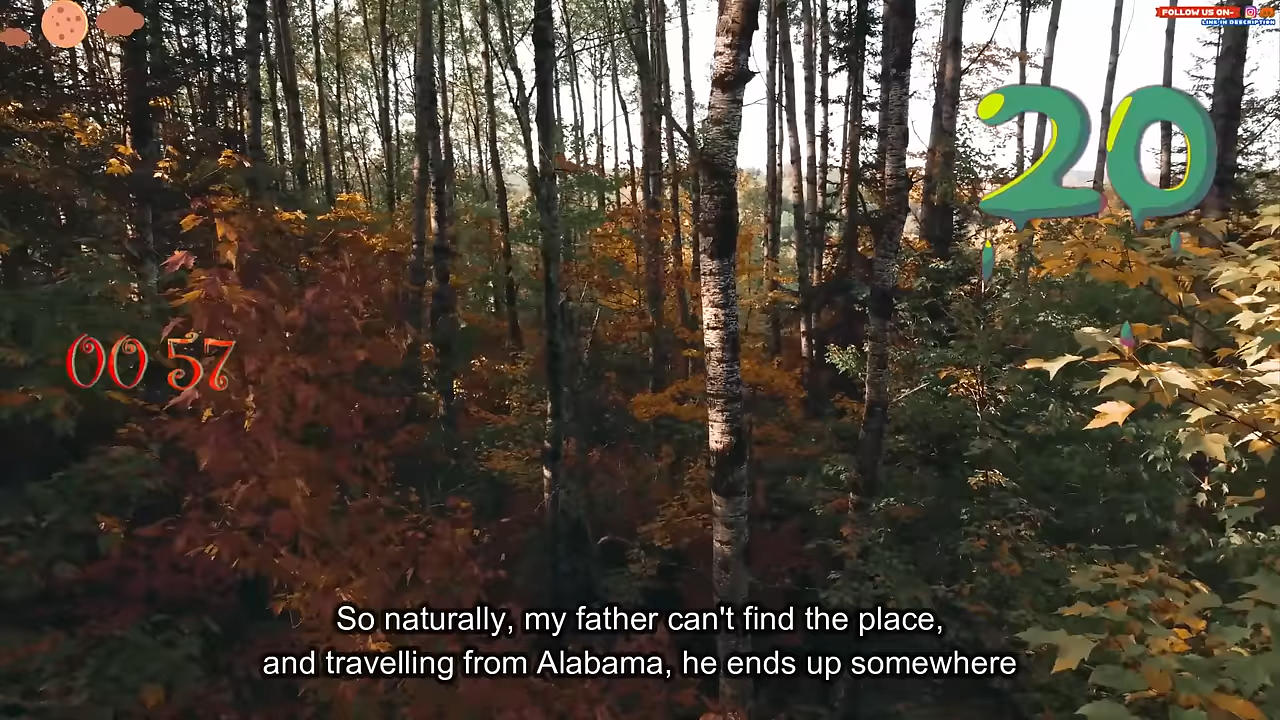 FOLLOW US ON-
LINK IN DESCRIPTION
20
00 57
So naturally, my father can't find the place,
and travelling from Alabama, he ends up somewhere